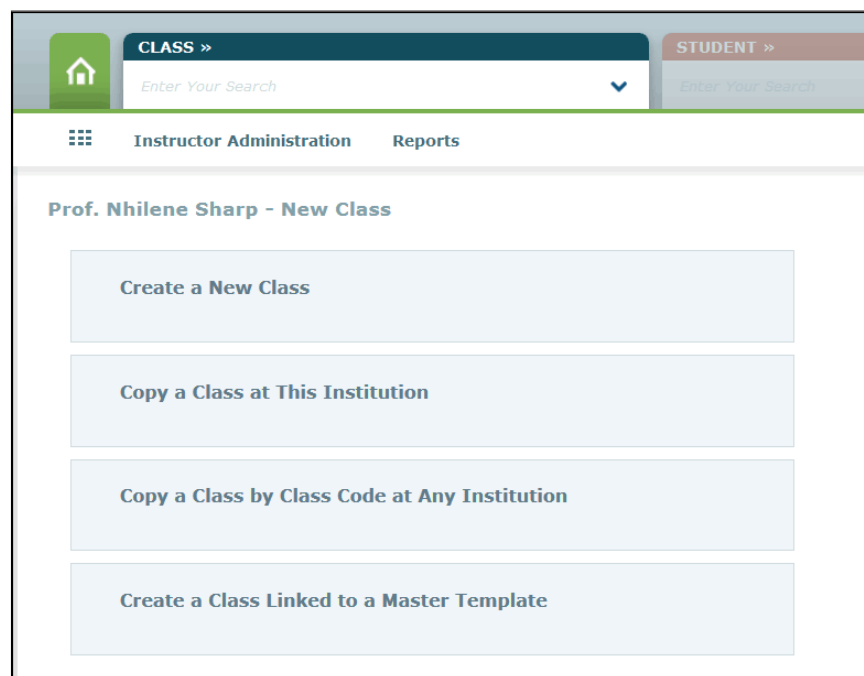 CLASS »
STUDENT »
Enter Your Search
Enter Your Search
Instructor Administration
Reports
Prof. Nhilene Sharp - New Class
Create a New Class
Copy a Class at This Institution
Copy a Class by Class Code at Any Institution
Create a Class Linked to a Master Template